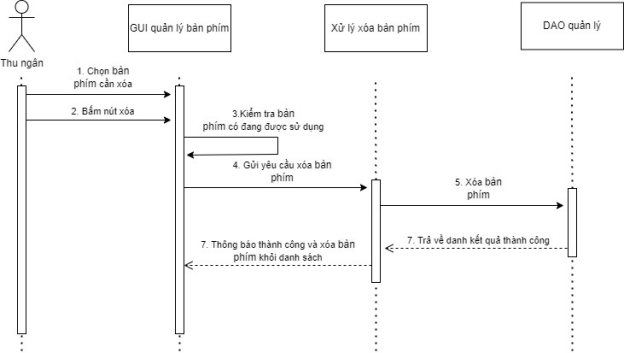 GUI quản lý bàn phím
Xử lý xóa bàn phím
DAO quản lý
Thu ngân
1. Chọn bàn
phím cần xóa
2. Bấm nút xóa
3.Kiểm tra bàn
phím có đang được sử dụng
4. Gửi yêu cầu xóa bàn
phím
5. Xóa bàn
phím
7. Trả về danh kết quả thành công
7. Thông báo thành công và xóa bàn
phím khỏi danh sách